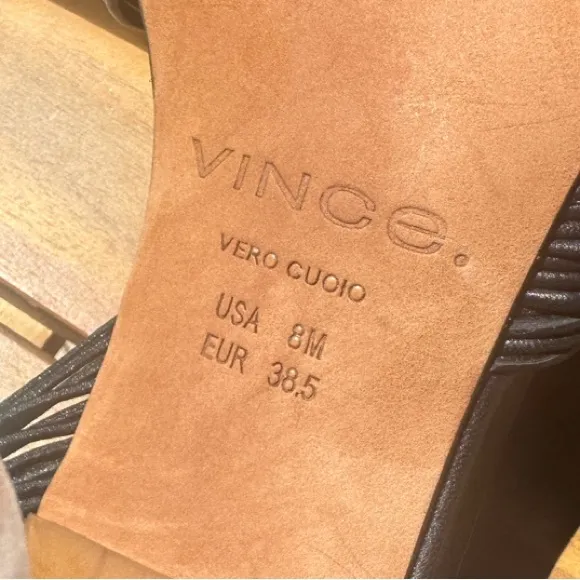 VINCE.
VERO CUOIO
USA 8M
EUR 38.5